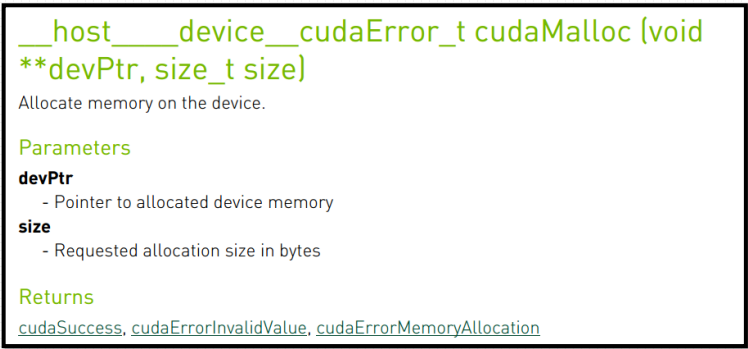 __host____device__cudaError_t cudaMalloc (void
**devPtr, size_t size)
Allocate memory on the device.
Parameters
devPtr
- Pointer to allocated device memory
size
- Requested allocation size in bytes
Returns
cudaSuccess, cudaErrorInvalidValue, cudaErrorMemoryAllocation